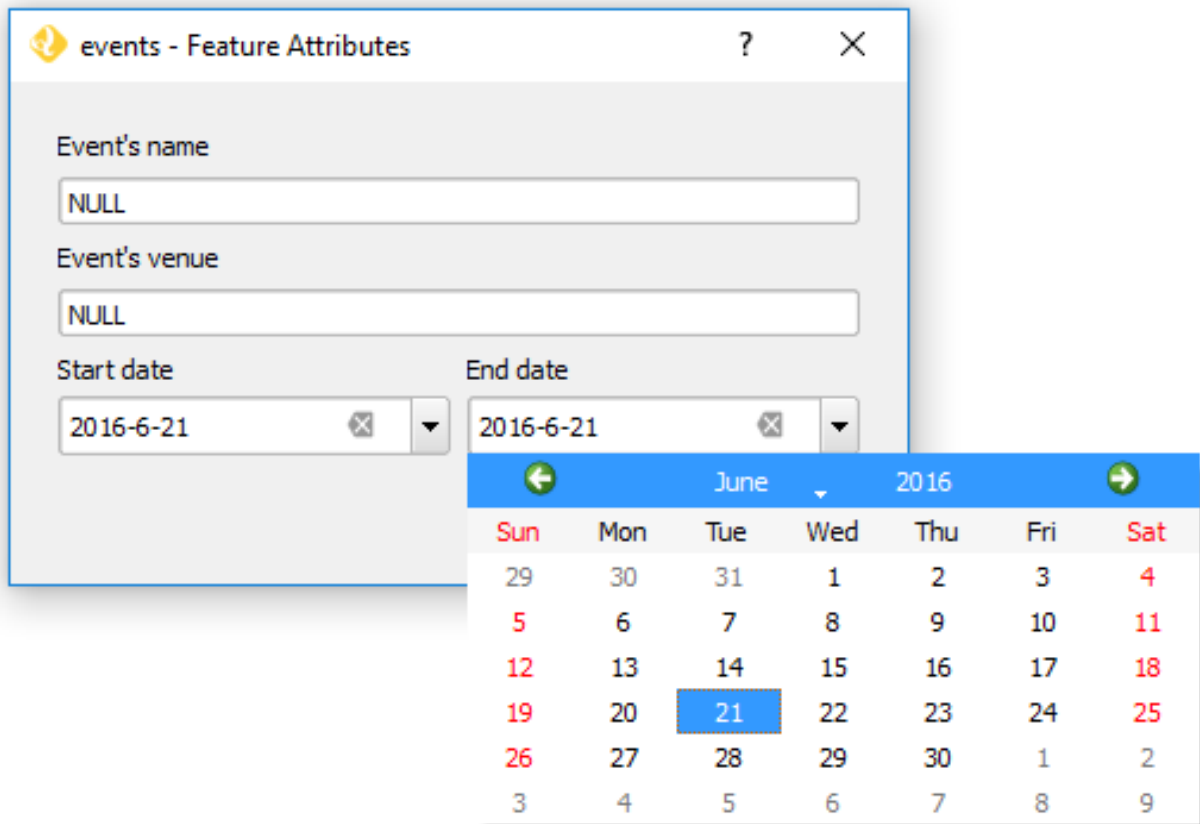 events - Feature Attributes ?
Event's name
NULL
Event's venue
NULL
Start date End date
2016-6-21 2016-6-21
June 2016
Sun Mon Tue Wed Thu Fri Sat
29 30 31 1 2 3 4
5 6 7 8 9 10 11
12 13 14 15 16 17 18
19 20 21 22 23 24 25
26 27 28 29 30 1 2
3 4 5 6 7 8 9